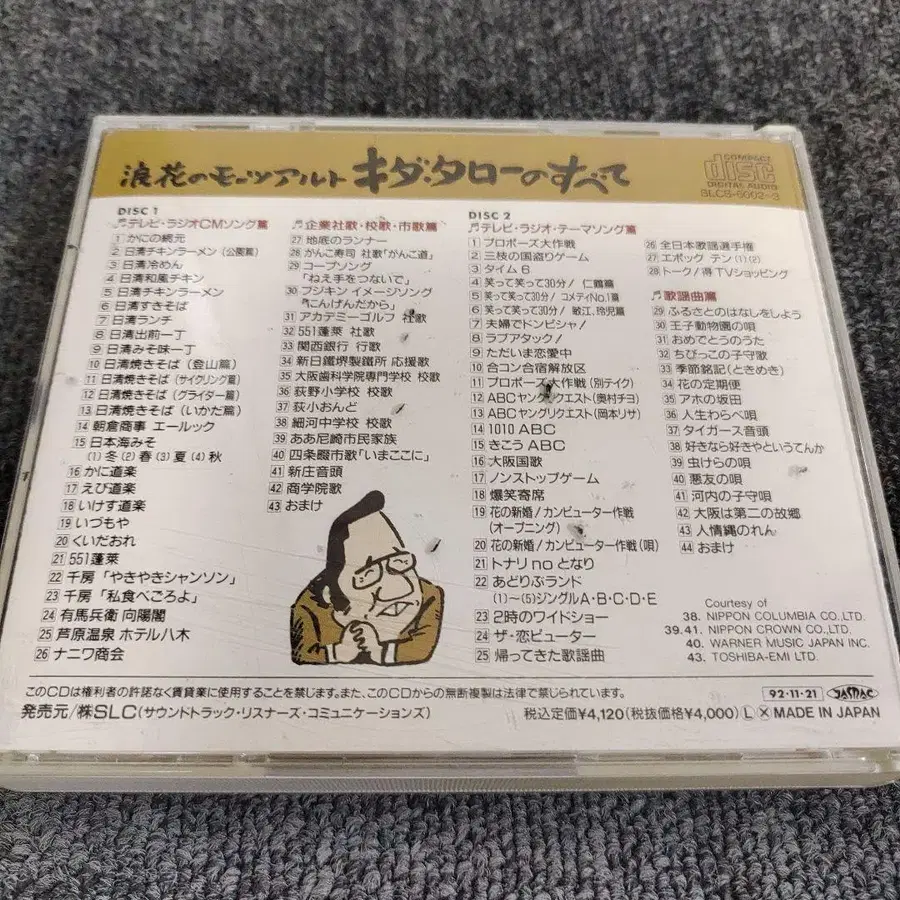 浪花のモーツアルト キダ・タローのすべて
COMPACT
disc
DIGITAL AUDIO
SLCS-5002~3
DISC 1
♬テレビ・ラジオCMソング篇
1 かにの網元
2 日清チキンラーメン(公園篇)
3 日清冷めん
4 日清和風チキン
5 日清チキンラーメン
6 日清すきそば
7 日清ランチ
8 日清出前一丁
9 日清みそ味一丁
10 日清焼きそば(登山篇)
11 日清焼きそば(サイクリング篇)
12 日清焼きそば(グライダー篇)
13 日清焼きそば(いかだ篇)
14 朝倉商事 エールック
15 日本海みそ
(1)冬(2)春(3)夏(4)秋
16 かに道楽
17 えび道楽
18 いけす道楽
19 いづもや
20 くいだおれ
21 551蓬莱
22 千房「やきやきシャンソン」
23 千房「私食べごろよ」
24 有馬兵衛 向陽閣
25 芦原温泉 ホテル八木
26 ナニワ商会
♬企業社歌・校歌・市歌篇
27 地底のランナー
28 がんこ寿司 社歌「がんこ道」
29 コープソング
「ねえ手をつないで」
30 フジキン イメージソング
「にんげんだから」
31 アカデミーゴルフ 社歌
32 551蓬莱 社歌
33 関西銀行 行歌
34 新日鐵堺製鐵所 応援歌
35 大阪歯科学院専門学校 校歌
36 荻野小学校 校歌
37 荻小おんど
38 細河中学校 校歌
39 ああ尼崎市民家族
40 四条畷市歌「いまここに」
41 新庄音頭
42 商学院歌
43 おまけ
DISC 2
♬テレビ・ラジオ・テーマソング篇
1 プロポーズ大作戦
2 三枝の国盗りゲーム
3 タイム6
4 笑って笑って30分!仁鶴篇
5 笑って笑って30分!コメディNo.1篇
6 笑って笑って30分!敏江、玲児篇
7 夫婦でドンピシャ!
8 ラブアタック!
9 ただいま恋愛中
10 合コン合宿解放区
11 プロポーズ大作戦(別テイク)
12 ABCヤングリクエスト(奥村チヨ)
13 ABCヤングリクエスト(岡本リサ)
14 1010 ABC
15 きこうABC
16 大阪国歌
17 ノンストップゲーム
18 爆笑寄席
19 花の新婚!コンピューター作戦
(オープニング)
20 花の新婚!コンピューター作戦(唄)
21 トナリ no となり
22 あどりぶランド
(1)~(5)ジングルA・B・C・D・E
23 2時のワイドショー
24 ザ・恋ピューター
25 帰ってきた歌謡曲
26 全日本歌謡選手権
27 エポック テン(1)(2)
28 トーク!得TVショッピング
♬歌謡曲篇
29 ふるさとのはなしをしよう
30 王子動物園の唄
31 おめでとうのうた
32 ちびっこの子守歌
33 季節銘記(ときめき)
34 花の定期便
35 アホの坂田
36 人生わらべ唄
37 タイガース音頭
38 好きなら好きやというてんか
39 虫けらの唄
40 悪友の唄
41 河内の子守唄
42 大阪は第二の故郷
43 人情縄のれん
44 おまけ
Courtesy of
38. NIPPON COLUMBIA CO.LTD.
39.41. NIPPON CROWN CO.LTD.
40. WARNER MUSIC JAPAN INC.
43. TOSHIBA-EMI LTD.
このCDは権利者の許諾なく賃貸業に使用することを禁じます。また、このCDからの無断複製は法律で禁じられています。
92・11・21
JASRAC
発売元/株SLC(サウンドトラック・リスナーズ・コミュニケーションズ)
税込定価¥4,120(税抜価格¥4,000) Ⓛ Ⓧ MADE IN JAPAN